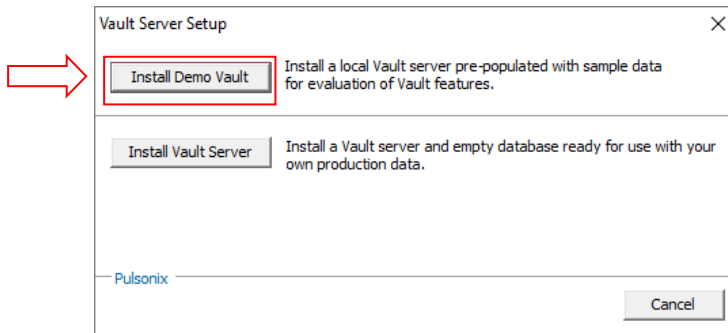 Vault Server Setup
Install Demo Vault
Install a local Vault server pre-populated with sample data
for evaluation of Vault features.
Install Vault Server
Install a Vault server and empty database ready for use with your
own production data.
Pulsonix
Cancel